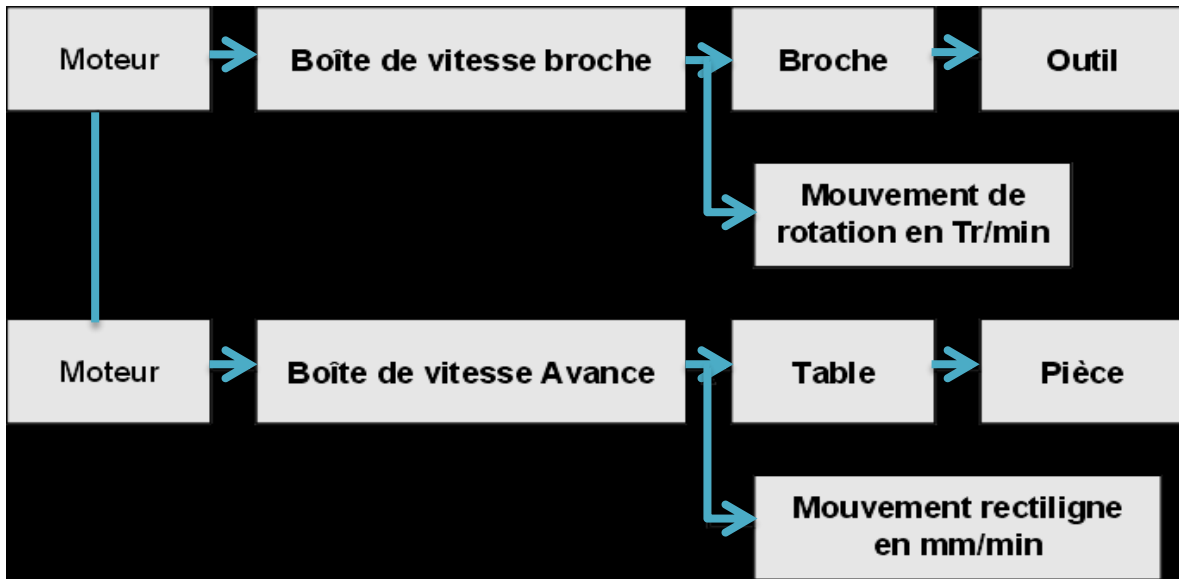 Moteur
Boîte de vitesse broche
Broche
Outil
Mouvement de
rotation en Tr/min
Moteur
Boîte de vitesse Avance
Table
Pièce
Mouvement rectiligne
en mm/min